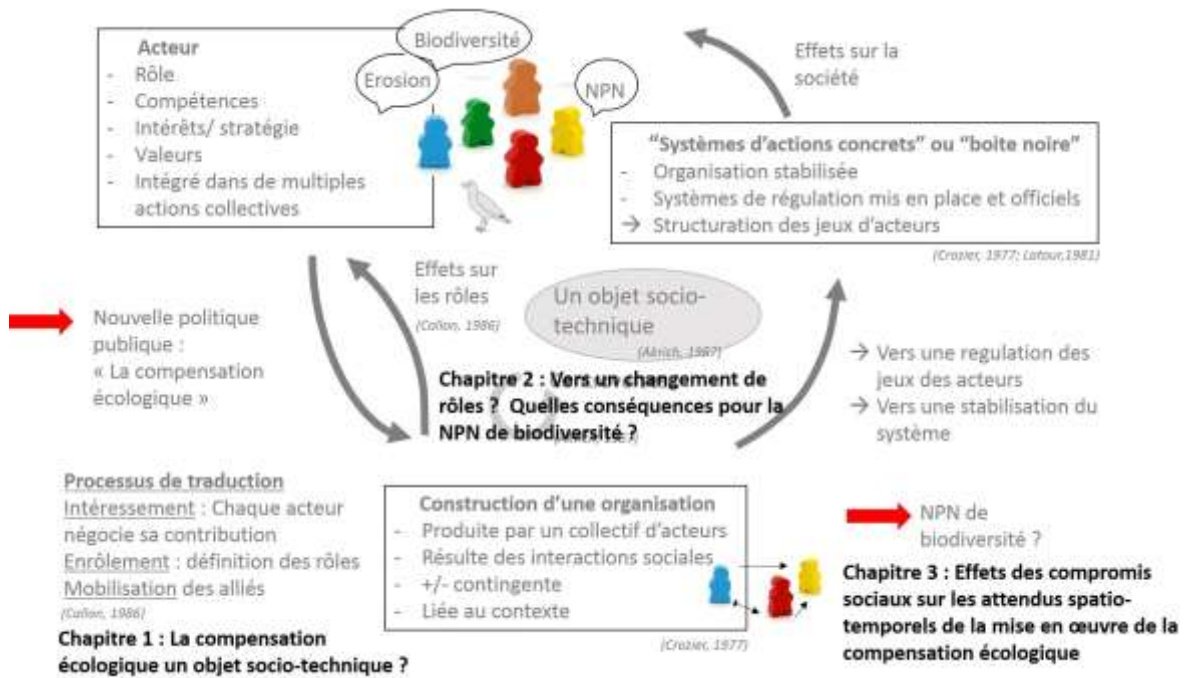 Acteur
- Rôle
- Compétences
- Intérêts/ stratégie
- Valeurs
- Intégré dans de multiples
actions collectives
Biodiversité
Erosion
NPN
Effets sur la
société
"Systèmes d'actions concrets" ou "boite noire"
- Organisation stabilisée
- Systèmes de régulation mis en place et officiels
→ Structuration des jeux d'acteurs
(Crozier, 1977; Latour,1981)
Nouvelle politique
publique :
« La compensation
écologique »
Effets sur
les rôles
(Callon, 1986)
Un objet socio-
technique
(Akrich, 1987)
Chapitre 2 : Vers un changement de
rôles ? Quelles conséquences pour la
NPN de biodiversité ?
→ Vers une regulation des
jeux des acteurs
→ Vers une stabilisation du
système
Processus de traduction
Intéressement : Chaque acteur
négocie sa contribution
Enrôlement : définition des rôles
Mobilisation des alliés
(Callon, 1986)
Chapitre 1 : La compensation
écologique un objet socio-technique ?
Construction d'une organisation
- Produite par un collectif d'acteurs
- Résulte des interactions sociales
- +/- contingente
- Liée au contexte
(Crozier, 1977)
NPN de
biodiversité ?
Chapitre 3 : Effets des compromis
sociaux sur les attendus spatio-
temporels de la mise en œuvre de la
compensation écologique